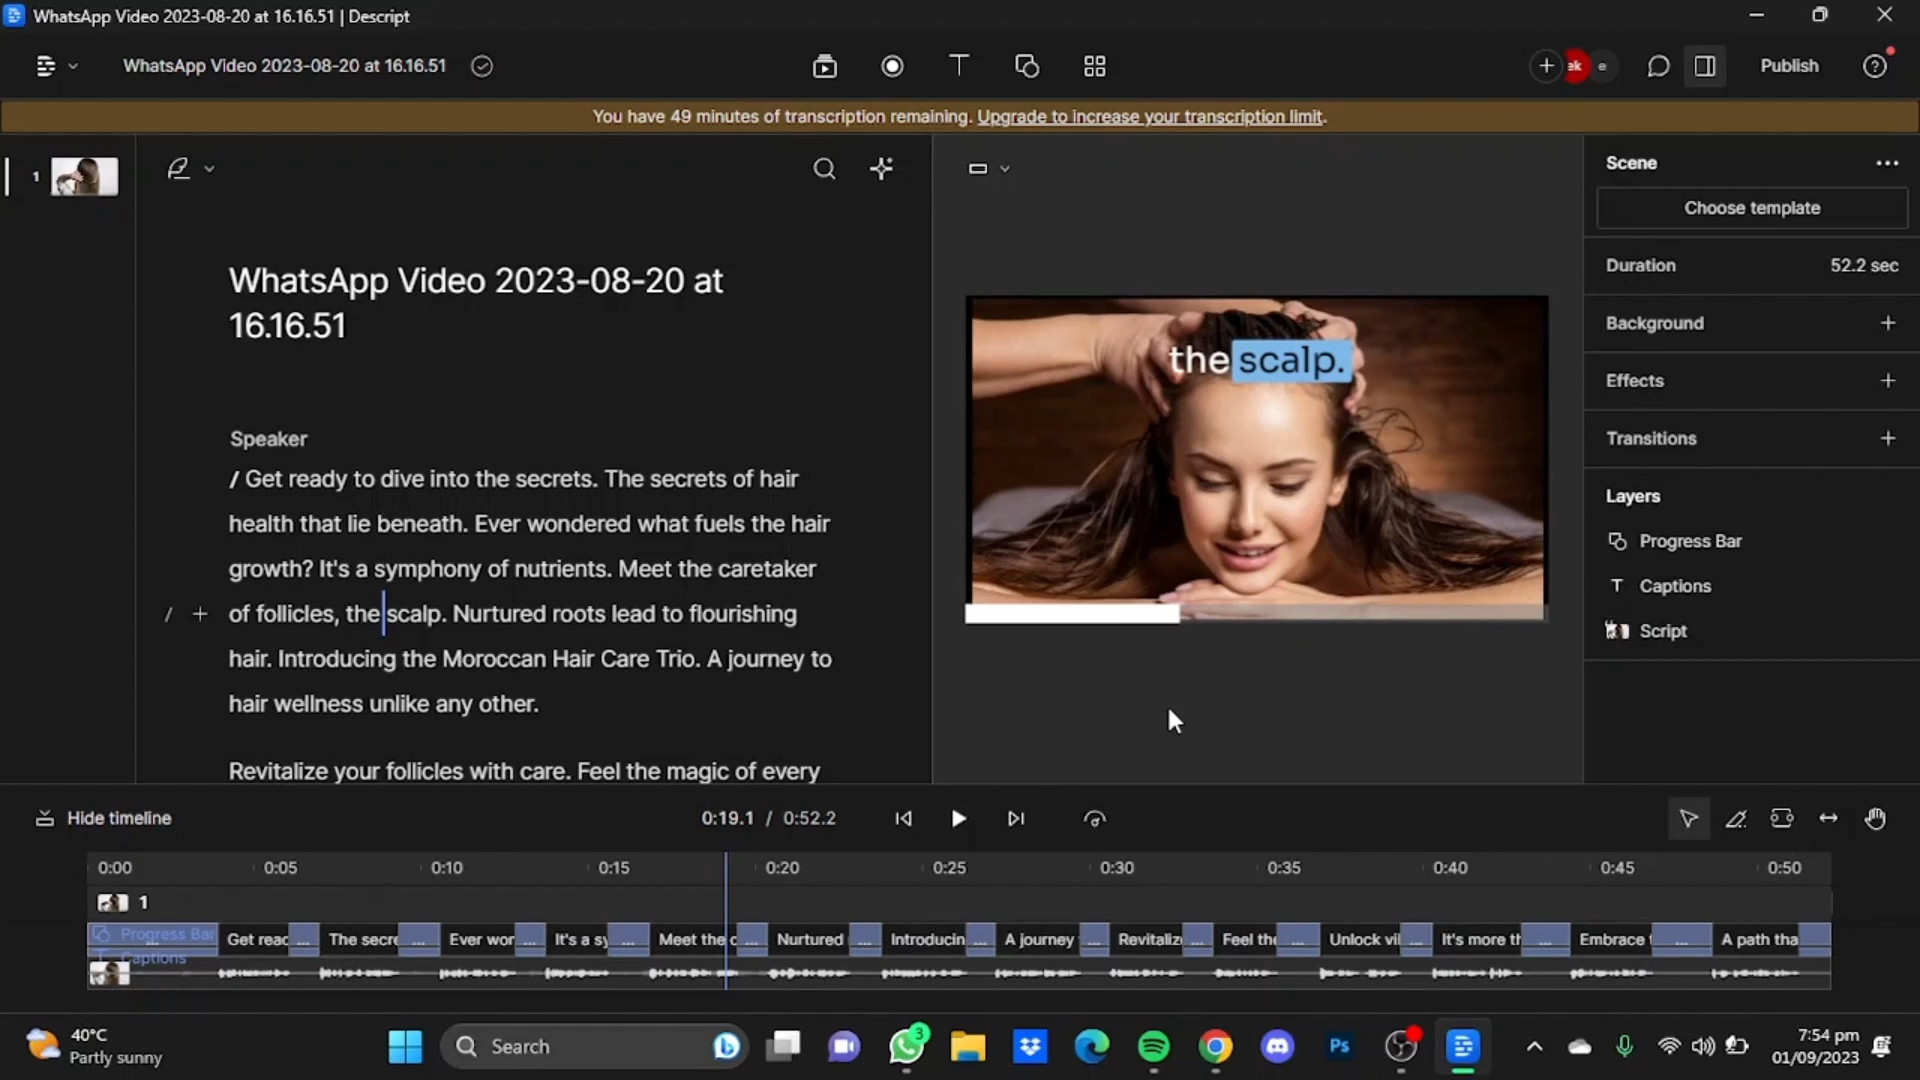 WhatsApp Video 2023-08-20 at 16.16.51 | Descript
WhatsApp Video 2023-08-20 at 16.16.51
ek
e
Publish
You have 49 minutes of transcription remaining. Upgrade to increase your transcription limit.
1
Scene
Choose template
Duration 52.2 sec
Background
Effects
Transitions
Layers
Progress Bar
Captions
Script
WhatsApp Video 2023-08-20 at
16.16.51
Speaker
/ Get ready to dive into the secrets. The secrets of hair
health that lie beneath. Ever wondered what fuels the hair
growth? It's a symphony of nutrients. Meet the caretaker
/ + of follicles, the scalp. Nurtured roots lead to flourishing
hair. Introducing the Moroccan Hair Care Trio. A journey to
hair wellness unlike any other.
Revitalize your follicles with care. Feel the magic of every
the scalp.
Hide timeline
0:19.1 / 0:52.2
0:00 0:05 0:10 0:15 0:20 0:25 0:30 0:35 0:40 0:45 0:50
1
Progress Bar ... Get reac ... The secre ... Ever wor ... It's a sy ... Meet the c ... Nurtured ... Introducin ... A journey ... Revitaliz ... Feel the ... Unlock vil ... It's more th ... Embrace t ... A path tha
Captions
40°C
Partly sunny
Search
3
Ps
7:54 pm
01/09/2023